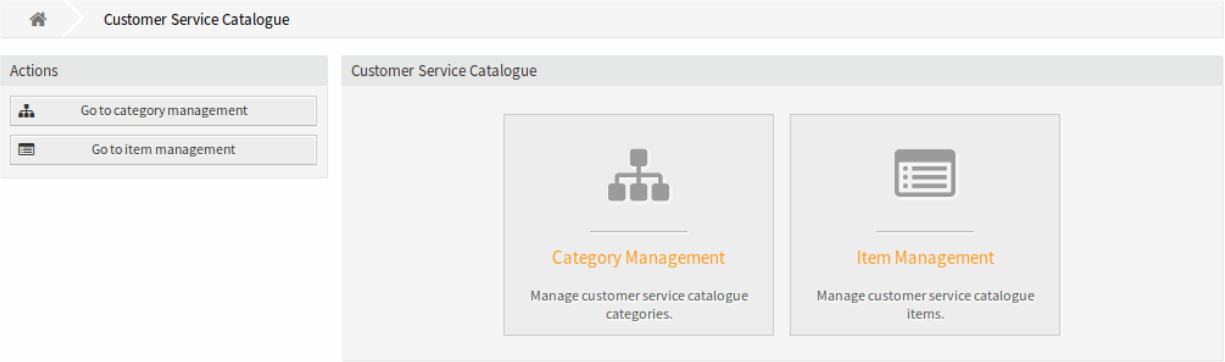 Customer Service Catalogue
Actions
Go to category management
Go to item management
Customer Service Catalogue
Category Management
Manage customer service catalogue
categories.
Item Management
Manage customer service catalogue
items.